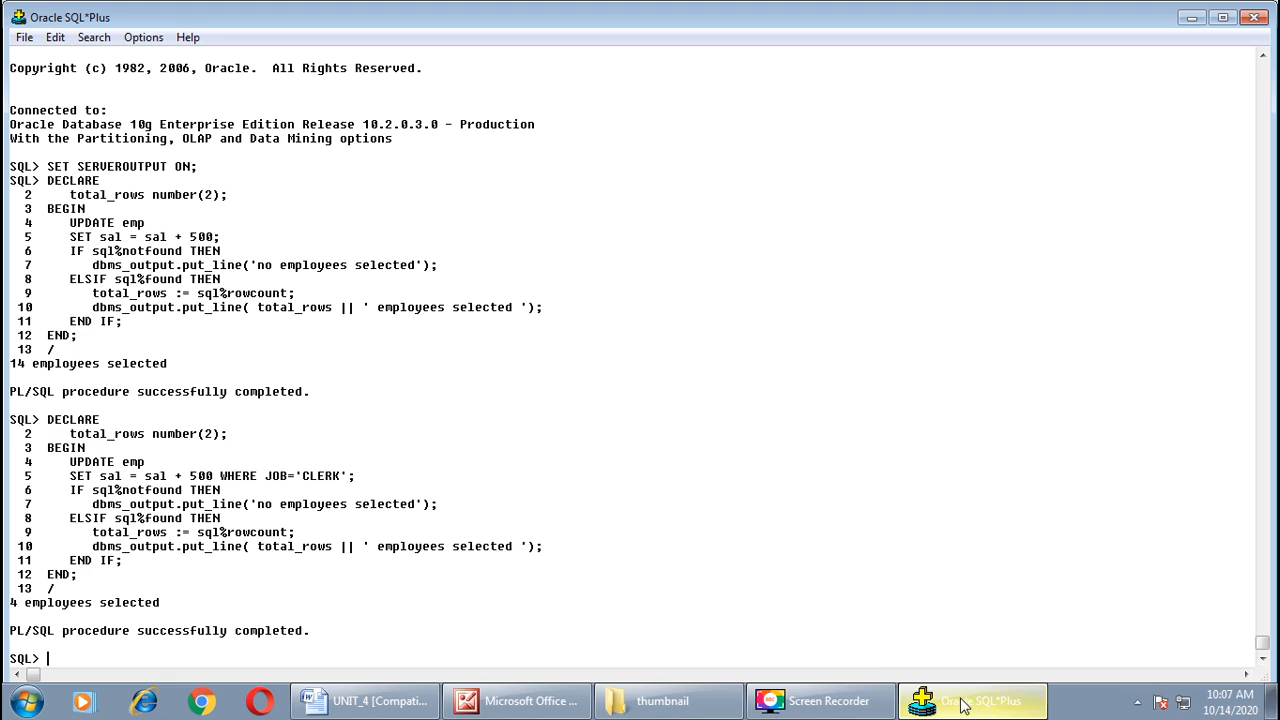 Oracle SQL*Plus
File Edit Search Options Help
Copyright (c) 1982, 2006, Oracle.  All Rights Reserved.
Connected to:
Oracle Database 10g Enterprise Edition Release 10.2.0.3.0 - Production
With the Partitioning, OLAP and Data Mining options
SQL> SET SERVEROUTPUT ON;
SQL> DECLARE
2     total_rows number(2);
3  BEGIN
4     UPDATE emp
5     SET sal = sal + 500;
6     IF sql%notfound THEN
7        dbms_output.put_line('no employees selected');
8     ELSIF sql%found THEN
9        total_rows := sql%rowcount;
10        dbms_output.put_line( total_rows || ' employees selected ');
11     END IF;
12  END;
13  /
14 employees selected
PL/SQL procedure successfully completed.
SQL> DECLARE
2     total_rows number(2);
3  BEGIN
4     UPDATE emp
5     SET sal = sal + 500 WHERE JOB='CLERK';
6     IF sql%notfound THEN
7        dbms_output.put_line('no employees selected');
8     ELSIF sql%found THEN
9        total_rows := sql%rowcount;
10        dbms_output.put_line( total_rows || ' employees selected ');
11     END IF;
12  END;
13  /
4 employees selected
PL/SQL procedure successfully completed.
SQL>
UNIT_4 [Compati... Microsoft Office ... thumbnail Screen Recorder Oracle SQL*Plus 10:07 AM
10/14/2020